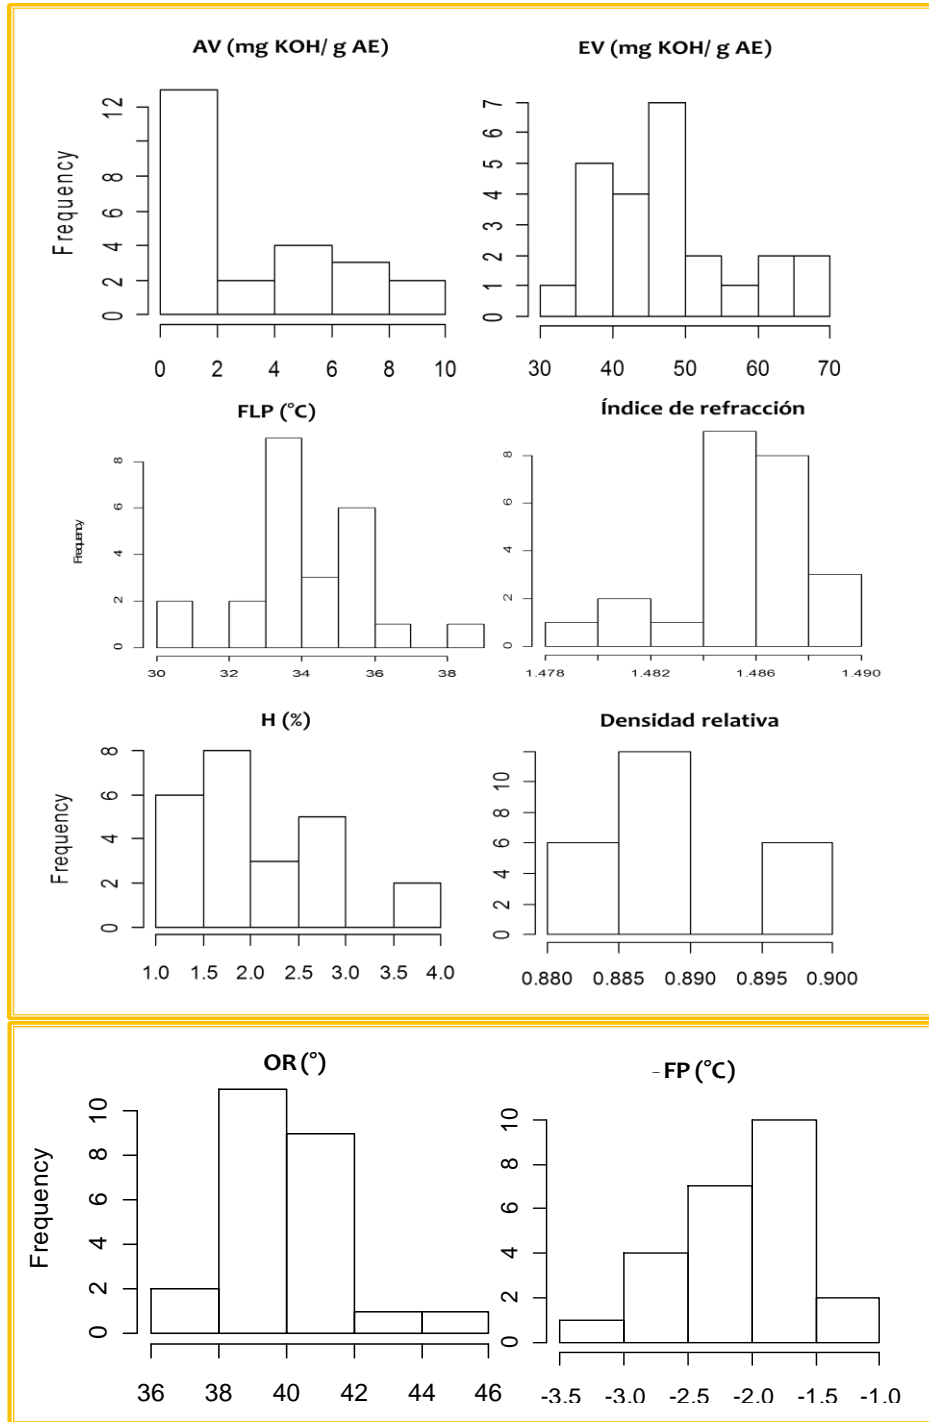 AV (mg KOH/ g AE)
Frequency
0 2 4 6 8 12
0 2 4 6 8 10
EV (mg KOH/ g AE)
0 1 2 3 4 5 6 7
30 40 50 60 70
FLP (°C)
Frequency
0 2 4 6 8
30 32 34 36 38
Índice de refracción
0 2 4 6 8
1.478 1.482 1.486 1.490
H (%)
Frequency
0 2 4 6 8
1.0 1.5 2.0 2.5 3.0 3.5 4.0
Densidad relativa
0 2 4 6 10
0.880 0.885 0.890 0.895 0.900
OR (°)
Frequency
0 2 4 6 8 10
36 38 40 42 44 46
- FP (°C)
0 2 4 6 8 10
-3.5 -3.0 -2.5 -2.0 -1.5 -1.0